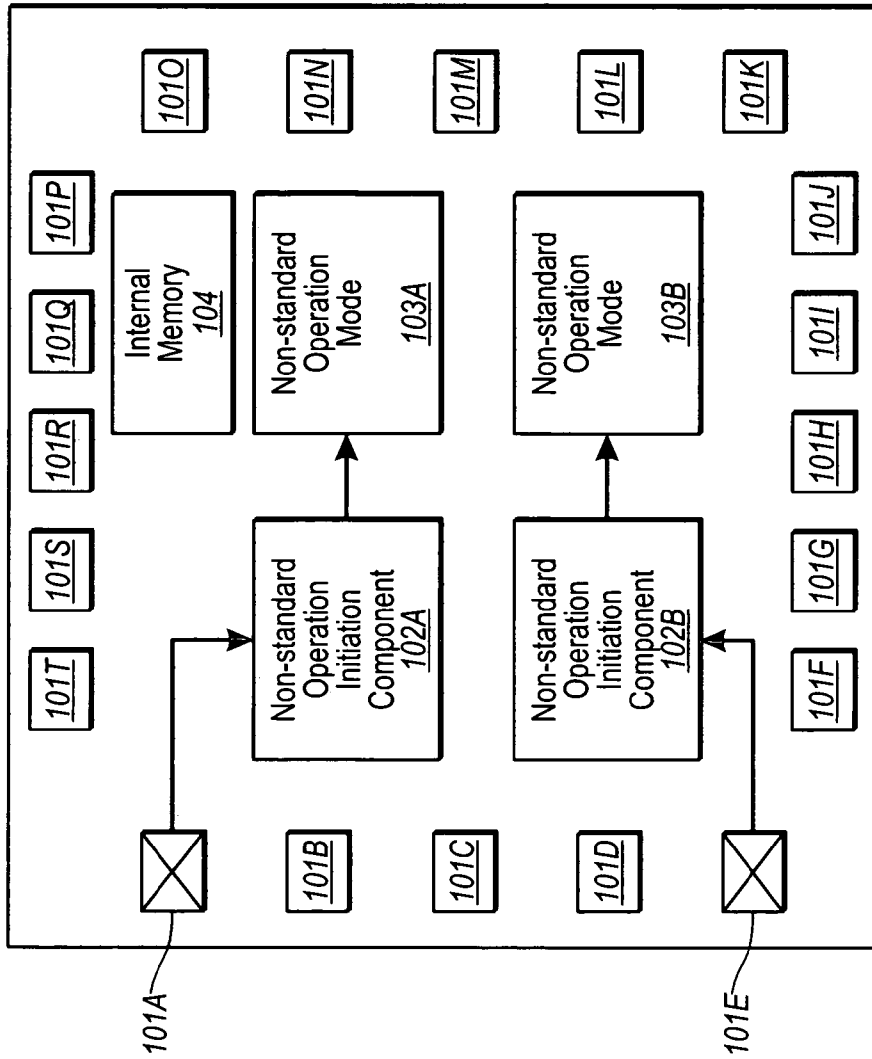 101T
101S
101R
101Q
101P
101A
Internal
Memory
104
101O
101B
Non-standard
Operation
Initiation
Component
102A
Non-standard
Operation
Mode
103A
101N
101C
101M
101D
Non-standard
Operation
Initiation
Component
102B
Non-standard
Operation
Mode
103B
101L
101E
101K
101F
101G
101H
101I
101J